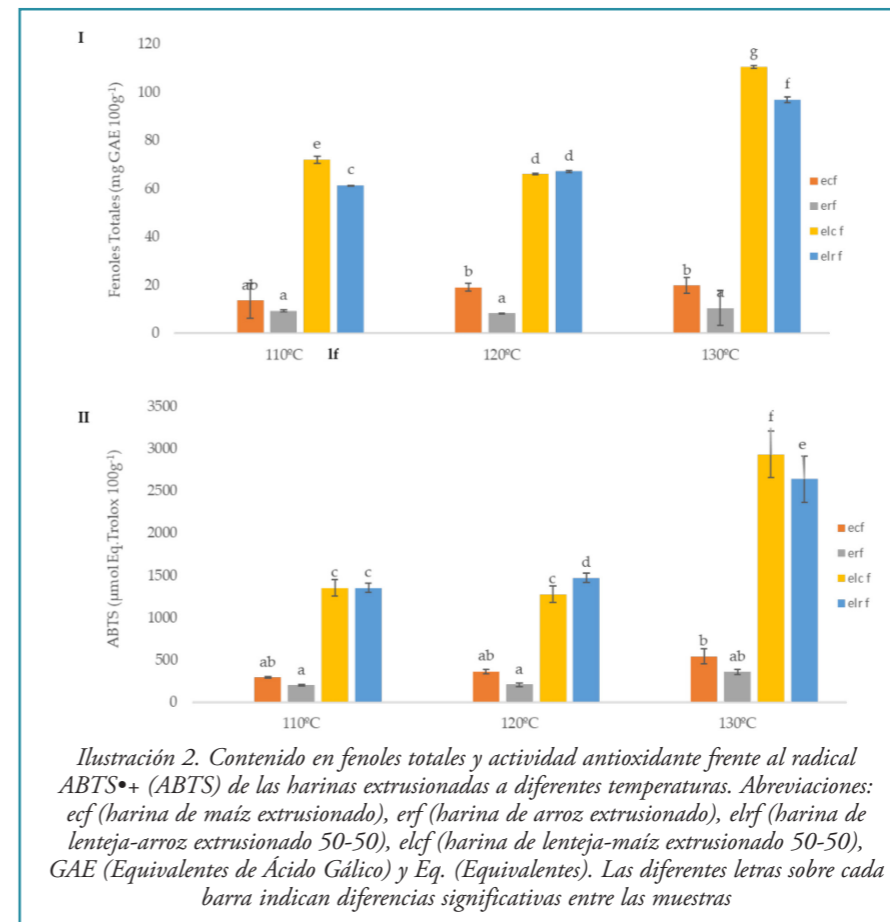 I
120
g
100
f
80
e
d
d
c
60
ecf
erf
elc f
elr f
40
b
b
ab
20
a
a
a
0
110ºC
lf
120ºC
130ºC
Fenoles Totales (mg GAE 100g-1)
II
3500
f
3000
e
2500
ecf
2000
erf
elc f
elr f
d
c
c
c
1500
1000
b
ab
ab
ab
500
a
a
0
110ºC
120ºC
130ºC
ABTS (µmol Eq.Trolox 100g-1)
Ilustración 2. Contenido en fenoles totales y actividad antioxidante frente al radical
ABTS•+ (ABTS) de las harinas extrusionadas a diferentes temperaturas. Abreviaciones:
ecf (harina de maíz extrusionado), erf (harina de arroz extrusionado), elrf (harina de
lenteja-arroz extrusionado 50-50), elcf (harina de lenteja-maíz extrusionado 50-50),
GAE (Equivalentes de Ácido Gálico) y Eq. (Equivalentes). Las diferentes letras sobre cada
barra indican diferencias significativas entre las muestras